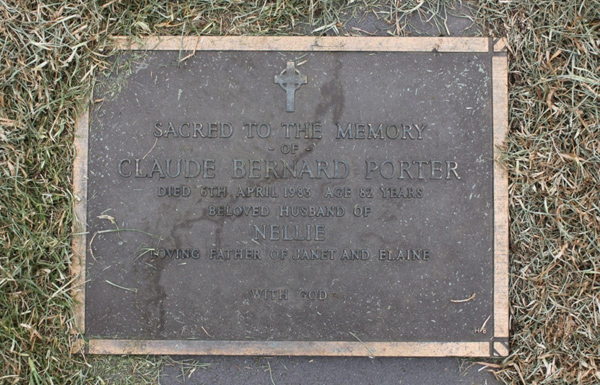 SACRED TO THE MEMORY
- OF -
CLAUDE BERNARD PORTER
DIED 7TH APRIL 1983 AGE 82 YEARS
BELOVED HUSBAND OF
NELLIE
LOVING FATHER OF JANET AND ELAINE
WITH GOD